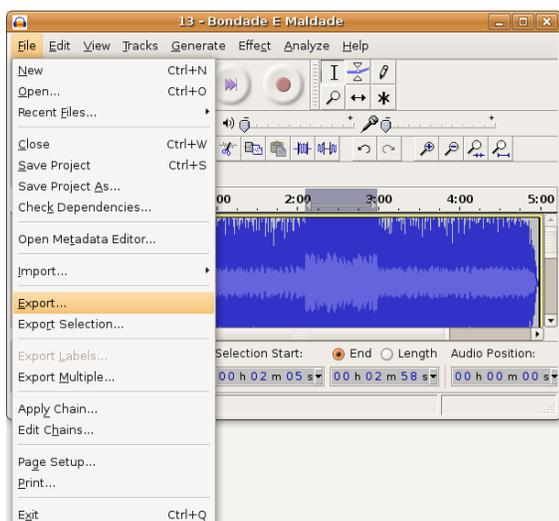 13 - Bondade E Maldade
File Edit View Tracks Generate Effect Analyze Help
New Ctrl+N
Open... Ctrl+O
Recent Files...
Close Ctrl+W
Save Project Ctrl+S
Save Project As...
Check Dependencies...
00 2:00 3:00 4:00 5:00
Open Metadata Editor...
Import...
Export...
Export Selection...
Selection Start: End Length Audio Position:
Export Labels...
Export Multiple...
00 h 02 m 05 s 00 h 02 m 58 s 00 h 00 m 00 s
Apply Chain...
Edit Chains...
Page Setup...
Print...
Exit Ctrl+Q